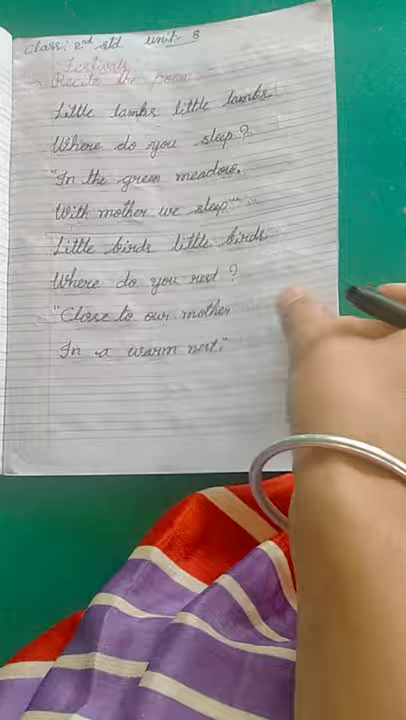 Class: 2nd std. unit 8
Festivals
Recite the poem
Little lambs little lambs
Where do you sleep?
"In the green meadow,
With mother we sleep"
Little birds little birds
Where do you rest?
"Close to our mother
In a warm nest."